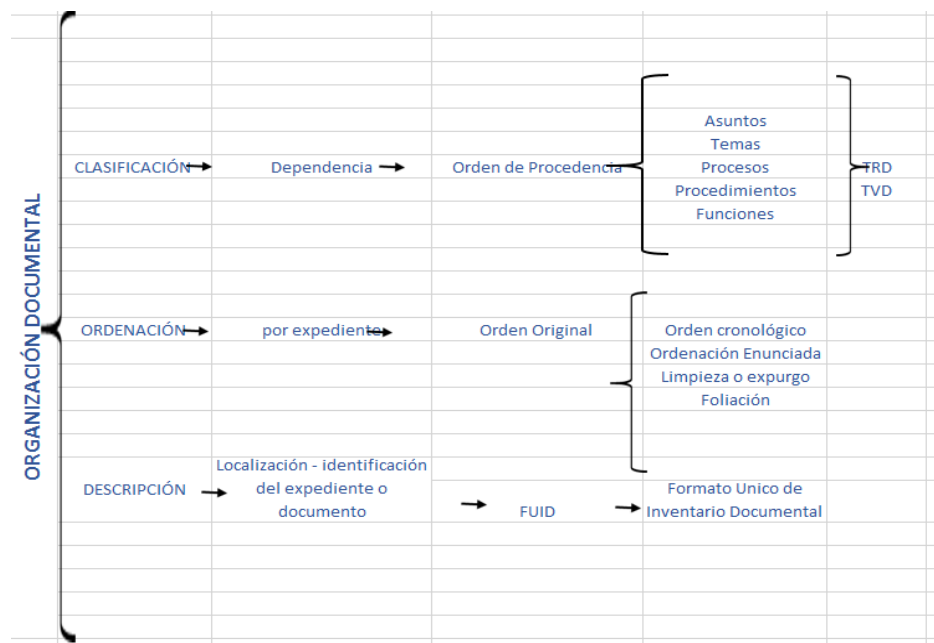 ORGANIZACIÓN DOCUMENTAL
CLASIFICACIÓN
Dependencia
Orden de Procedencia
Asuntos
Temas
Procesos
Procedimientos
Funciones
TRD
TVD
ORDENACIÓN
por expediente
Orden Original
Orden cronológico
Ordenación Enunciada
Limpieza o expurgo
Foliación
DESCRIPCIÓN
Localización - identificación
del expediente o
documento
FUID
Formato Unico de
Inventario Documental